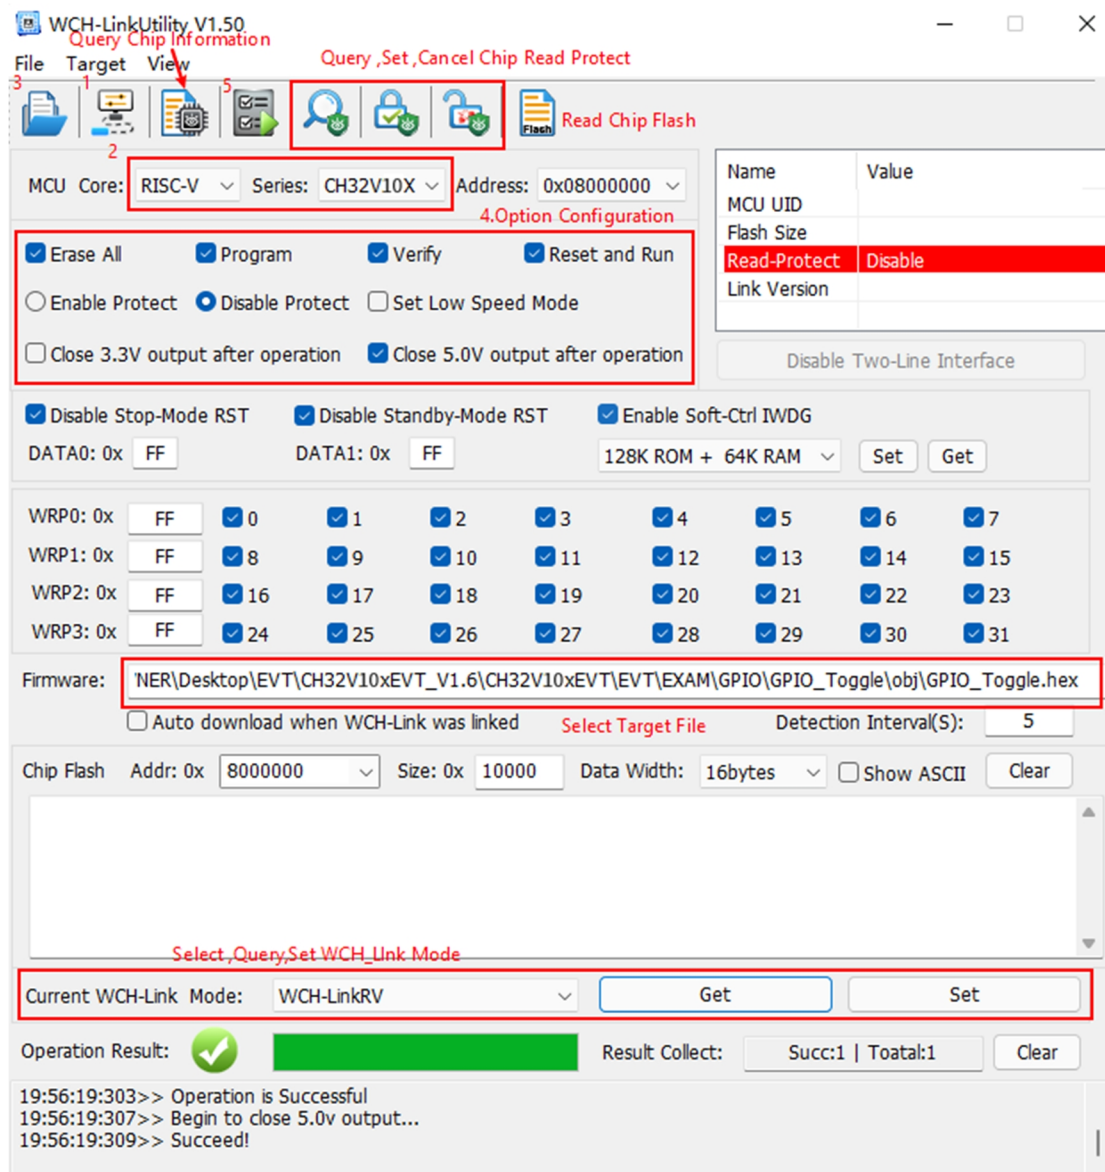 WCH-LinkUtility V1.50
Query Chip Information
Query ,Set ,Cancel Chip Read Protect
File Target View
3 1 5
Flash
Read Chip Flash
2
MCU Core: RISC-V Series: CH32V10X Address: 0x08000000
4.Option Configuration
Name Value
MCU UID
Flash Size
Read-Protect Disable
Link Version
Erase All Program Verify Reset and Run
Enable Protect Disable Protect Set Low Speed Mode
Close 3.3V output after operation Close 5.0V output after operation
Disable Two-Line Interface
Disable Stop-Mode RST Disable Standby-Mode RST Enable Soft-Ctrl IWDG
DATA0: 0x FF DATA1: 0x FF 128K ROM + 64K RAM Set Get
WRP0: 0x FF 0 1 2 3 4 5 6 7
WRP1: 0x FF 8 9 10 11 12 13 14 15
WRP2: 0x FF 16 17 18 19 20 21 22 23
WRP3: 0x FF 24 25 26 27 28 29 30 31
Firmware: 'NER\Desktop\EVT\CH32V10xEVT_V1.6\CH32V10xEVT\EVT\EXAM\GPIO\GPIO_Toggle\obj\GPIO_Toggle.hex
Auto download when WCH-Link was linked Select Target File Detection Interval(S): 5
Chip Flash Addr: 0x 8000000 Size: 0x 10000 Data Width: 16bytes Show ASCII Clear
Select ,Query,Set WCH_LInk Mode
Current WCH-Link Mode: WCH-LinkRV Get Set
Operation Result: Result Collect: Succ:1 | Toatal:1 Clear
19:56:19:303>> Operation is Successful
19:56:19:307>> Begin to close 5.0v output...
19:56:19:309>> Succeed!